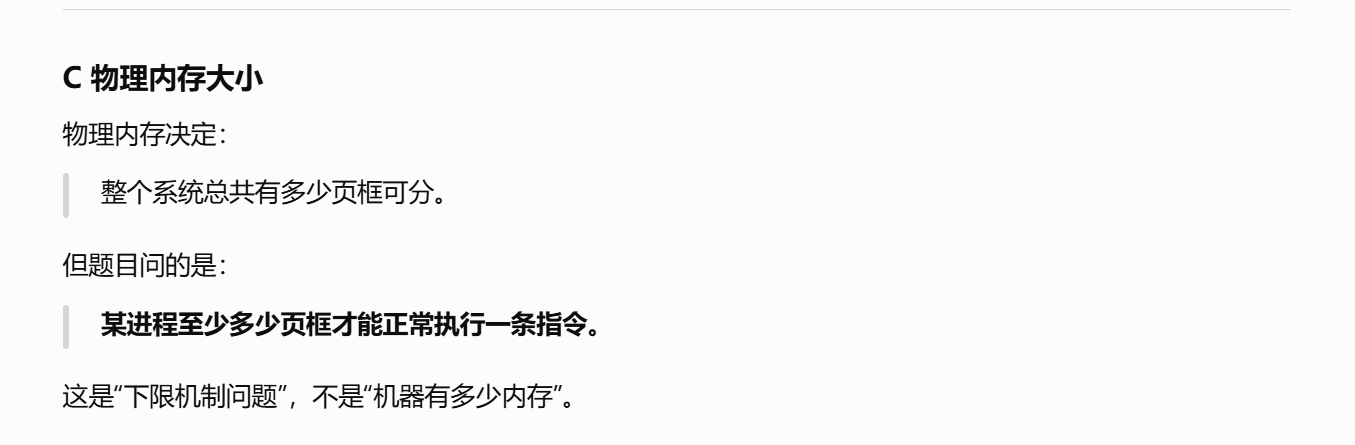 C 物理内存大小
物理内存决定：
整个系统总共有多少页框可分。
但题目问的是：
某进程至少多少页框才能正常执行一条指令。
这是“下限机制问题”，不是“机器有多少内存”。